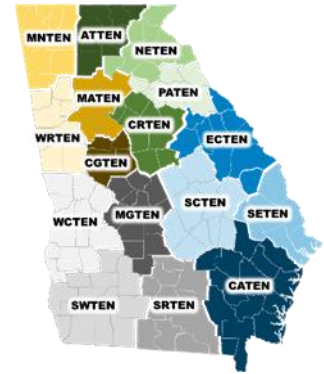 MNTEN
ATTEN
NETEN
MATEN
PATEN
WRTEN
CRTEN
ECTEN
CGTEN
WCTEN
MGTEN
SCTEN
SETEN
SWTEN
SRTEN
CATEN